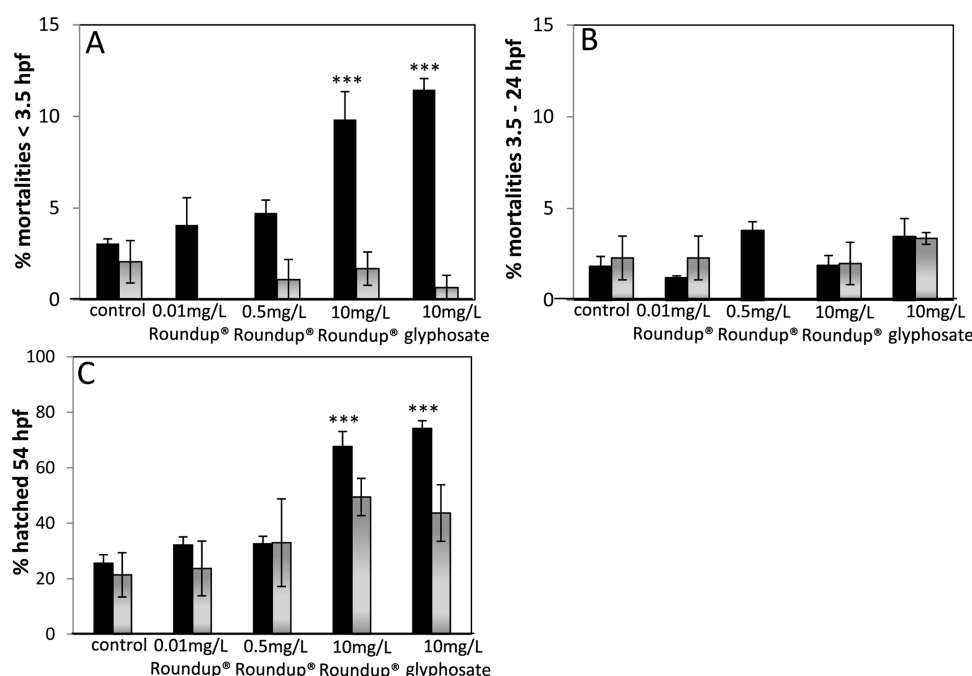 A
% mortalities < 3.5 hpf
15
10
5
0
*** ***
control 0.01mg/L 0.5mg/L 10mg/L 10mg/L
Roundup® Roundup® Roundup® glyphosate
B
% mortalities 3.5 - 24 hpf
15
10
5
0
control 0.01mg/L 0.5mg/L 10mg/L 10mg/L
Roundup® Roundup® Roundup® glyphosate
C
% hatched 54 hpf
100
80
60
40
20
0
*** ***
control 0.01mg/L 0.5mg/L 10mg/L 10mg/L
Roundup® Roundup® Roundup® glyphosate